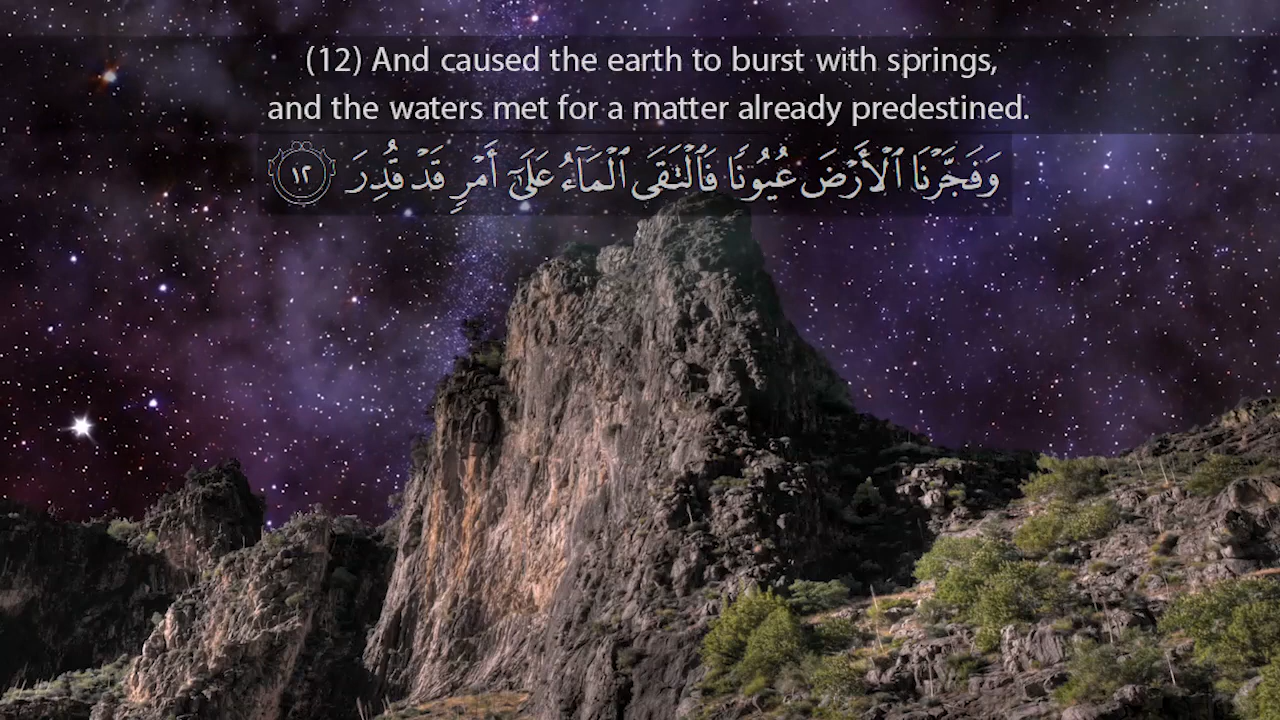 (12) And caused the earth to burst with springs,
and the waters met for a matter already predestined.
وَفَجَّرْنَا ٱلْأَرْضَ عُيُونًا فَٱلْتَقَى ٱلْمَآءُ عَلَىٰٓ أَمْرٍ قَدْ قُدِرَ ١٢